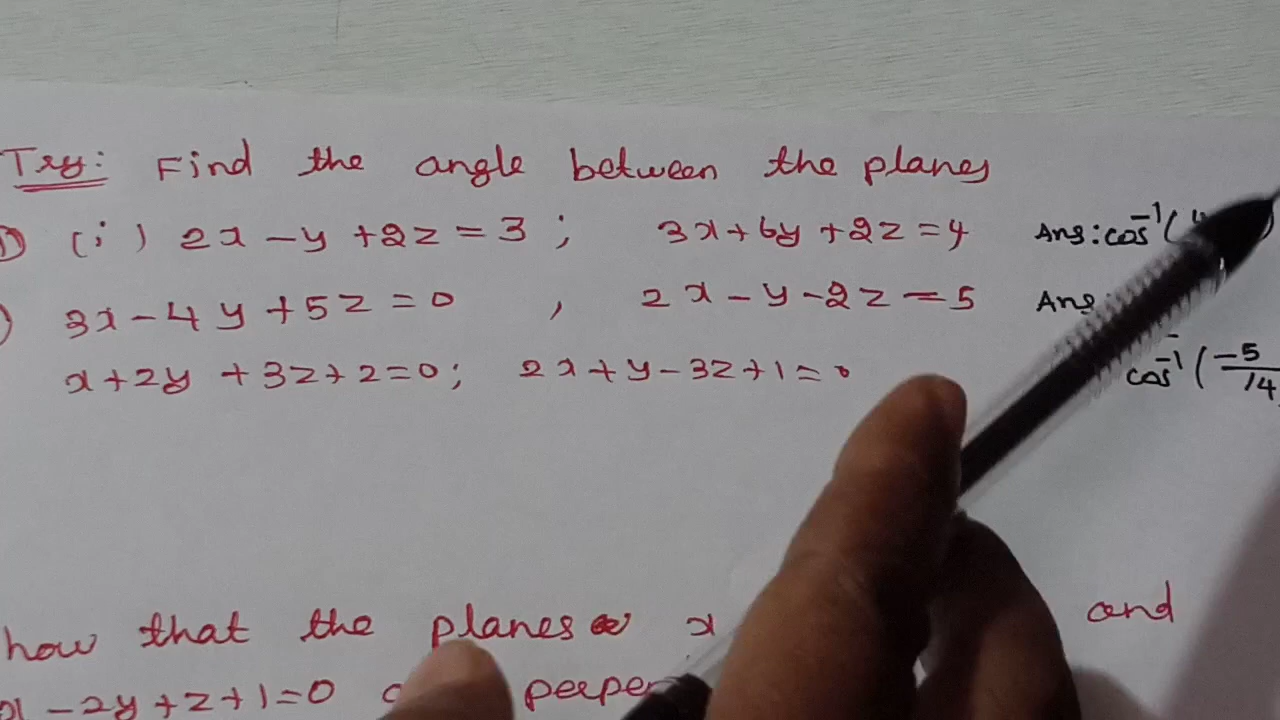 Try: Find the angle between the planes
(i) 2x - y + 2z = 3 ; 3x + 6y + 2z = 4 Ans: cos⁻¹(
3x - 4y + 5z = 0 , 2x - y - 2z = 5 Ans
x + 2y + 3z + 2 = 0 ; 2x + y - 3z + 1 = 0 cos⁻¹(-5/14
how that the planes x and
x - 2y + z + 1 = 0 perpe